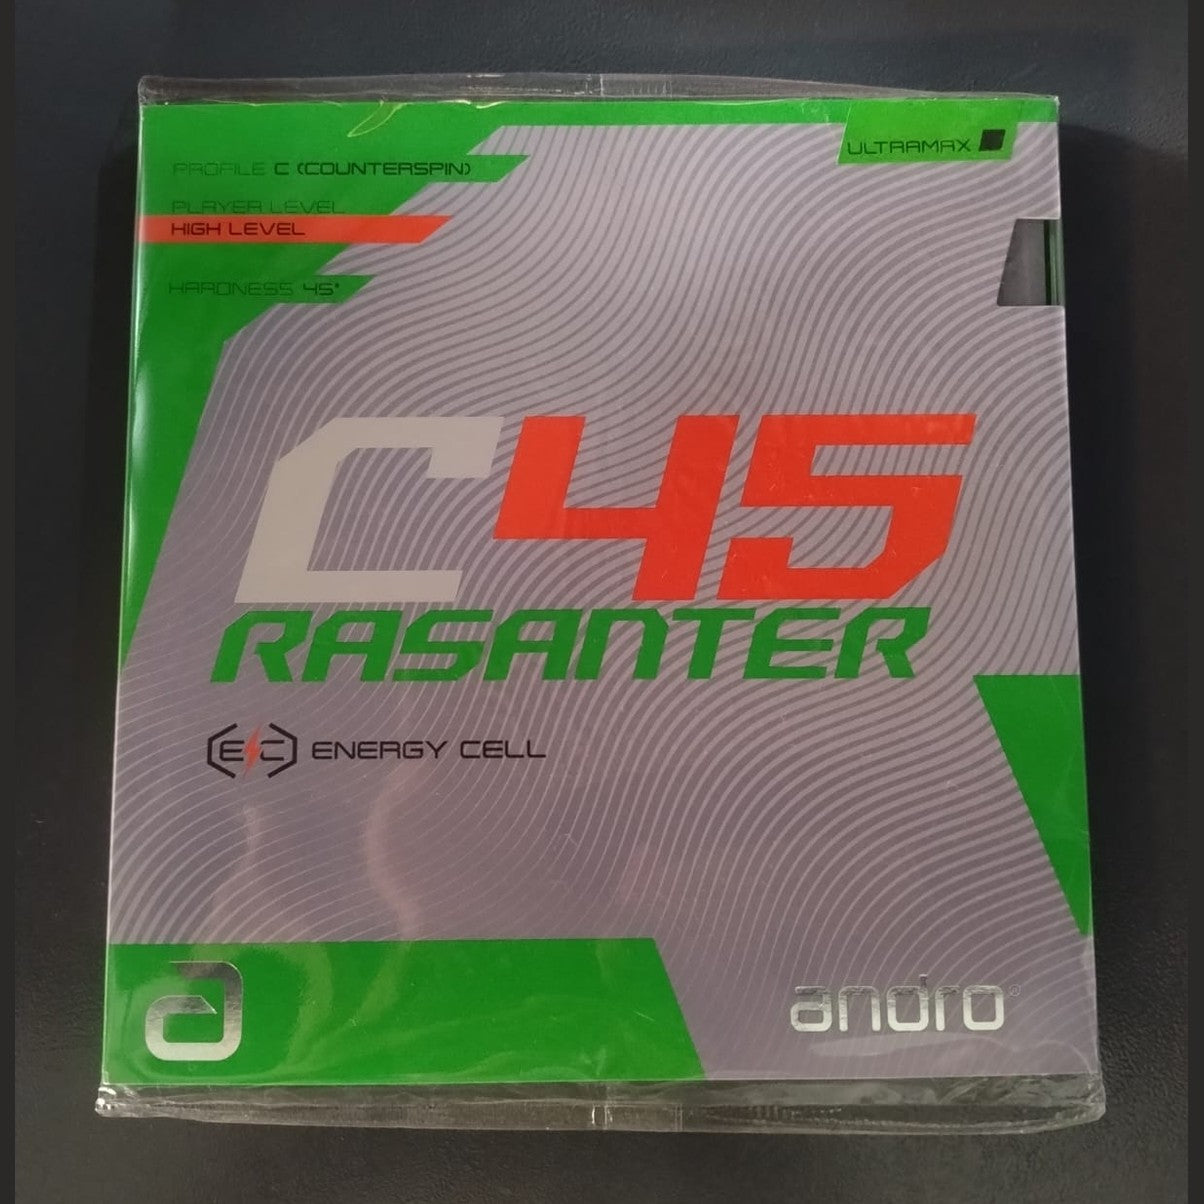 ULTRAMAX
PROFILE C (COUNTERSPIN)
PLAYER LEVEL
HIGH LEVEL
HARDNESS 45°
C45
RASANTER
E C ENERGY CELL
a
andro®